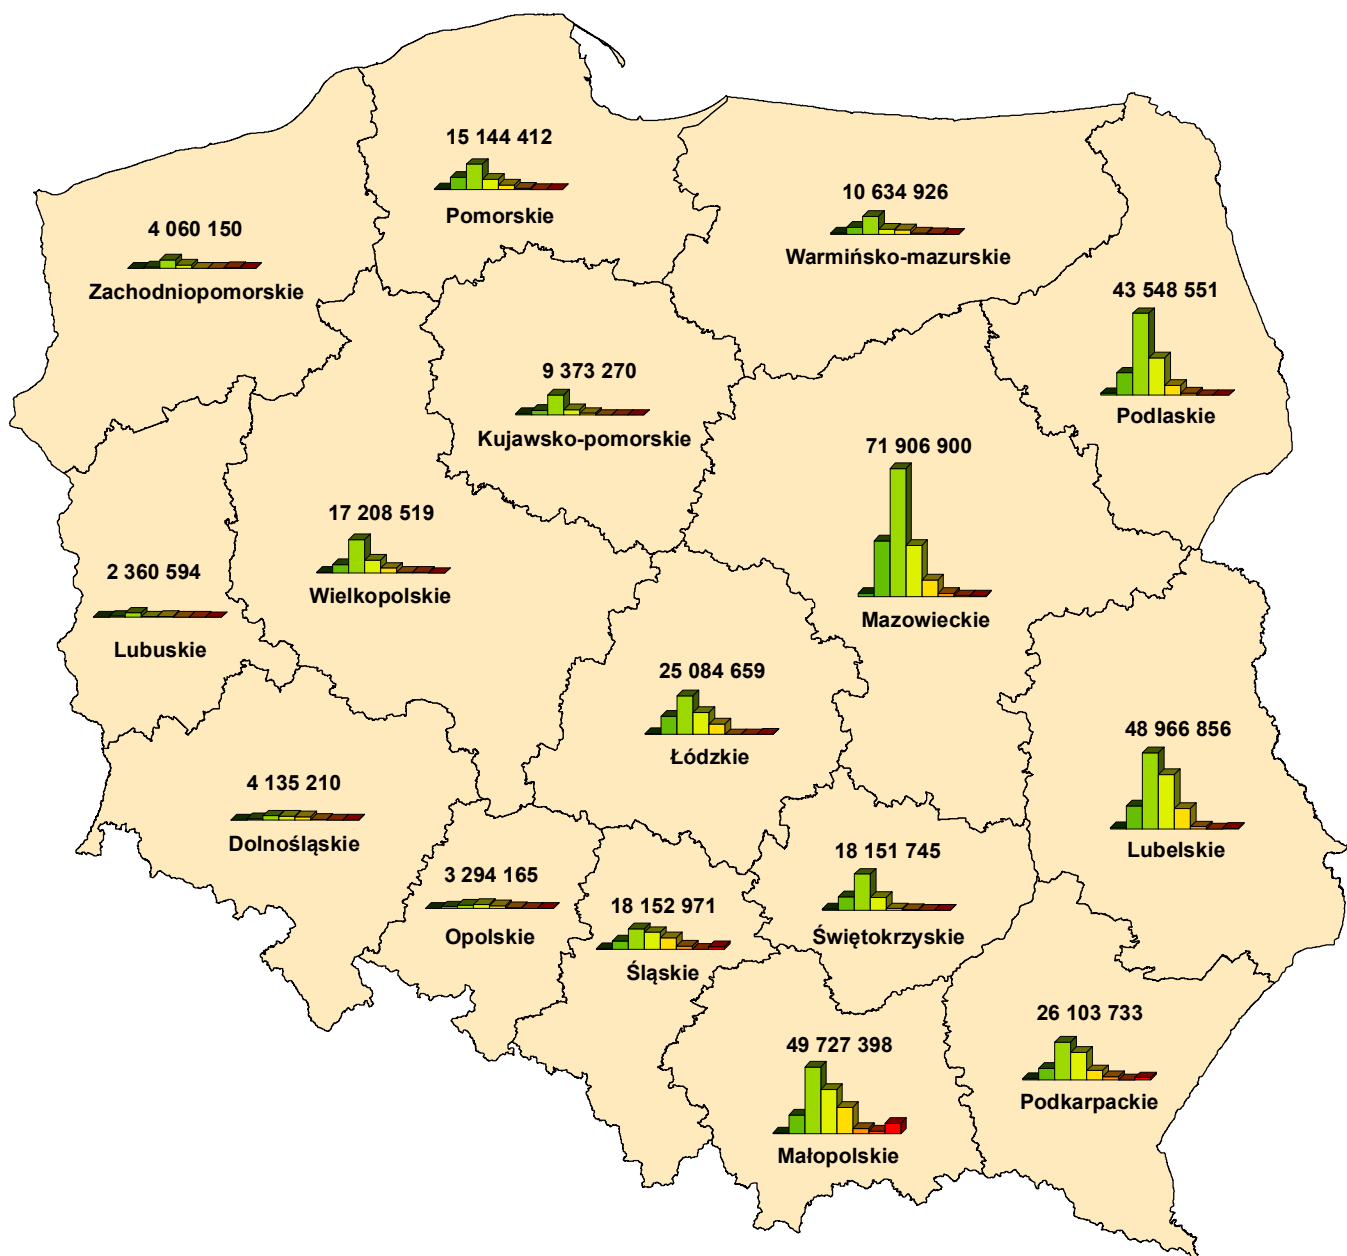 15 144 412
Pomorskie
10 634 926
Warmińsko-mazurskie
4 060 150
Zachodniopomorskie
43 548 551
Podlaskie
9 373 270
Kujawsko-pomorskie
71 906 900
Mazowieckie
17 208 519
Wielkopolskie
2 360 594
Lubuskie
25 084 659
Łódzkie
48 966 856
Lubelskie
4 135 210
Dolnośląskie
3 294 165
Opolskie
18 152 971
Śląskie
18 151 745
Świętokrzyskie
49 727 398
Małopolskie
26 103 733
Podkarpackie